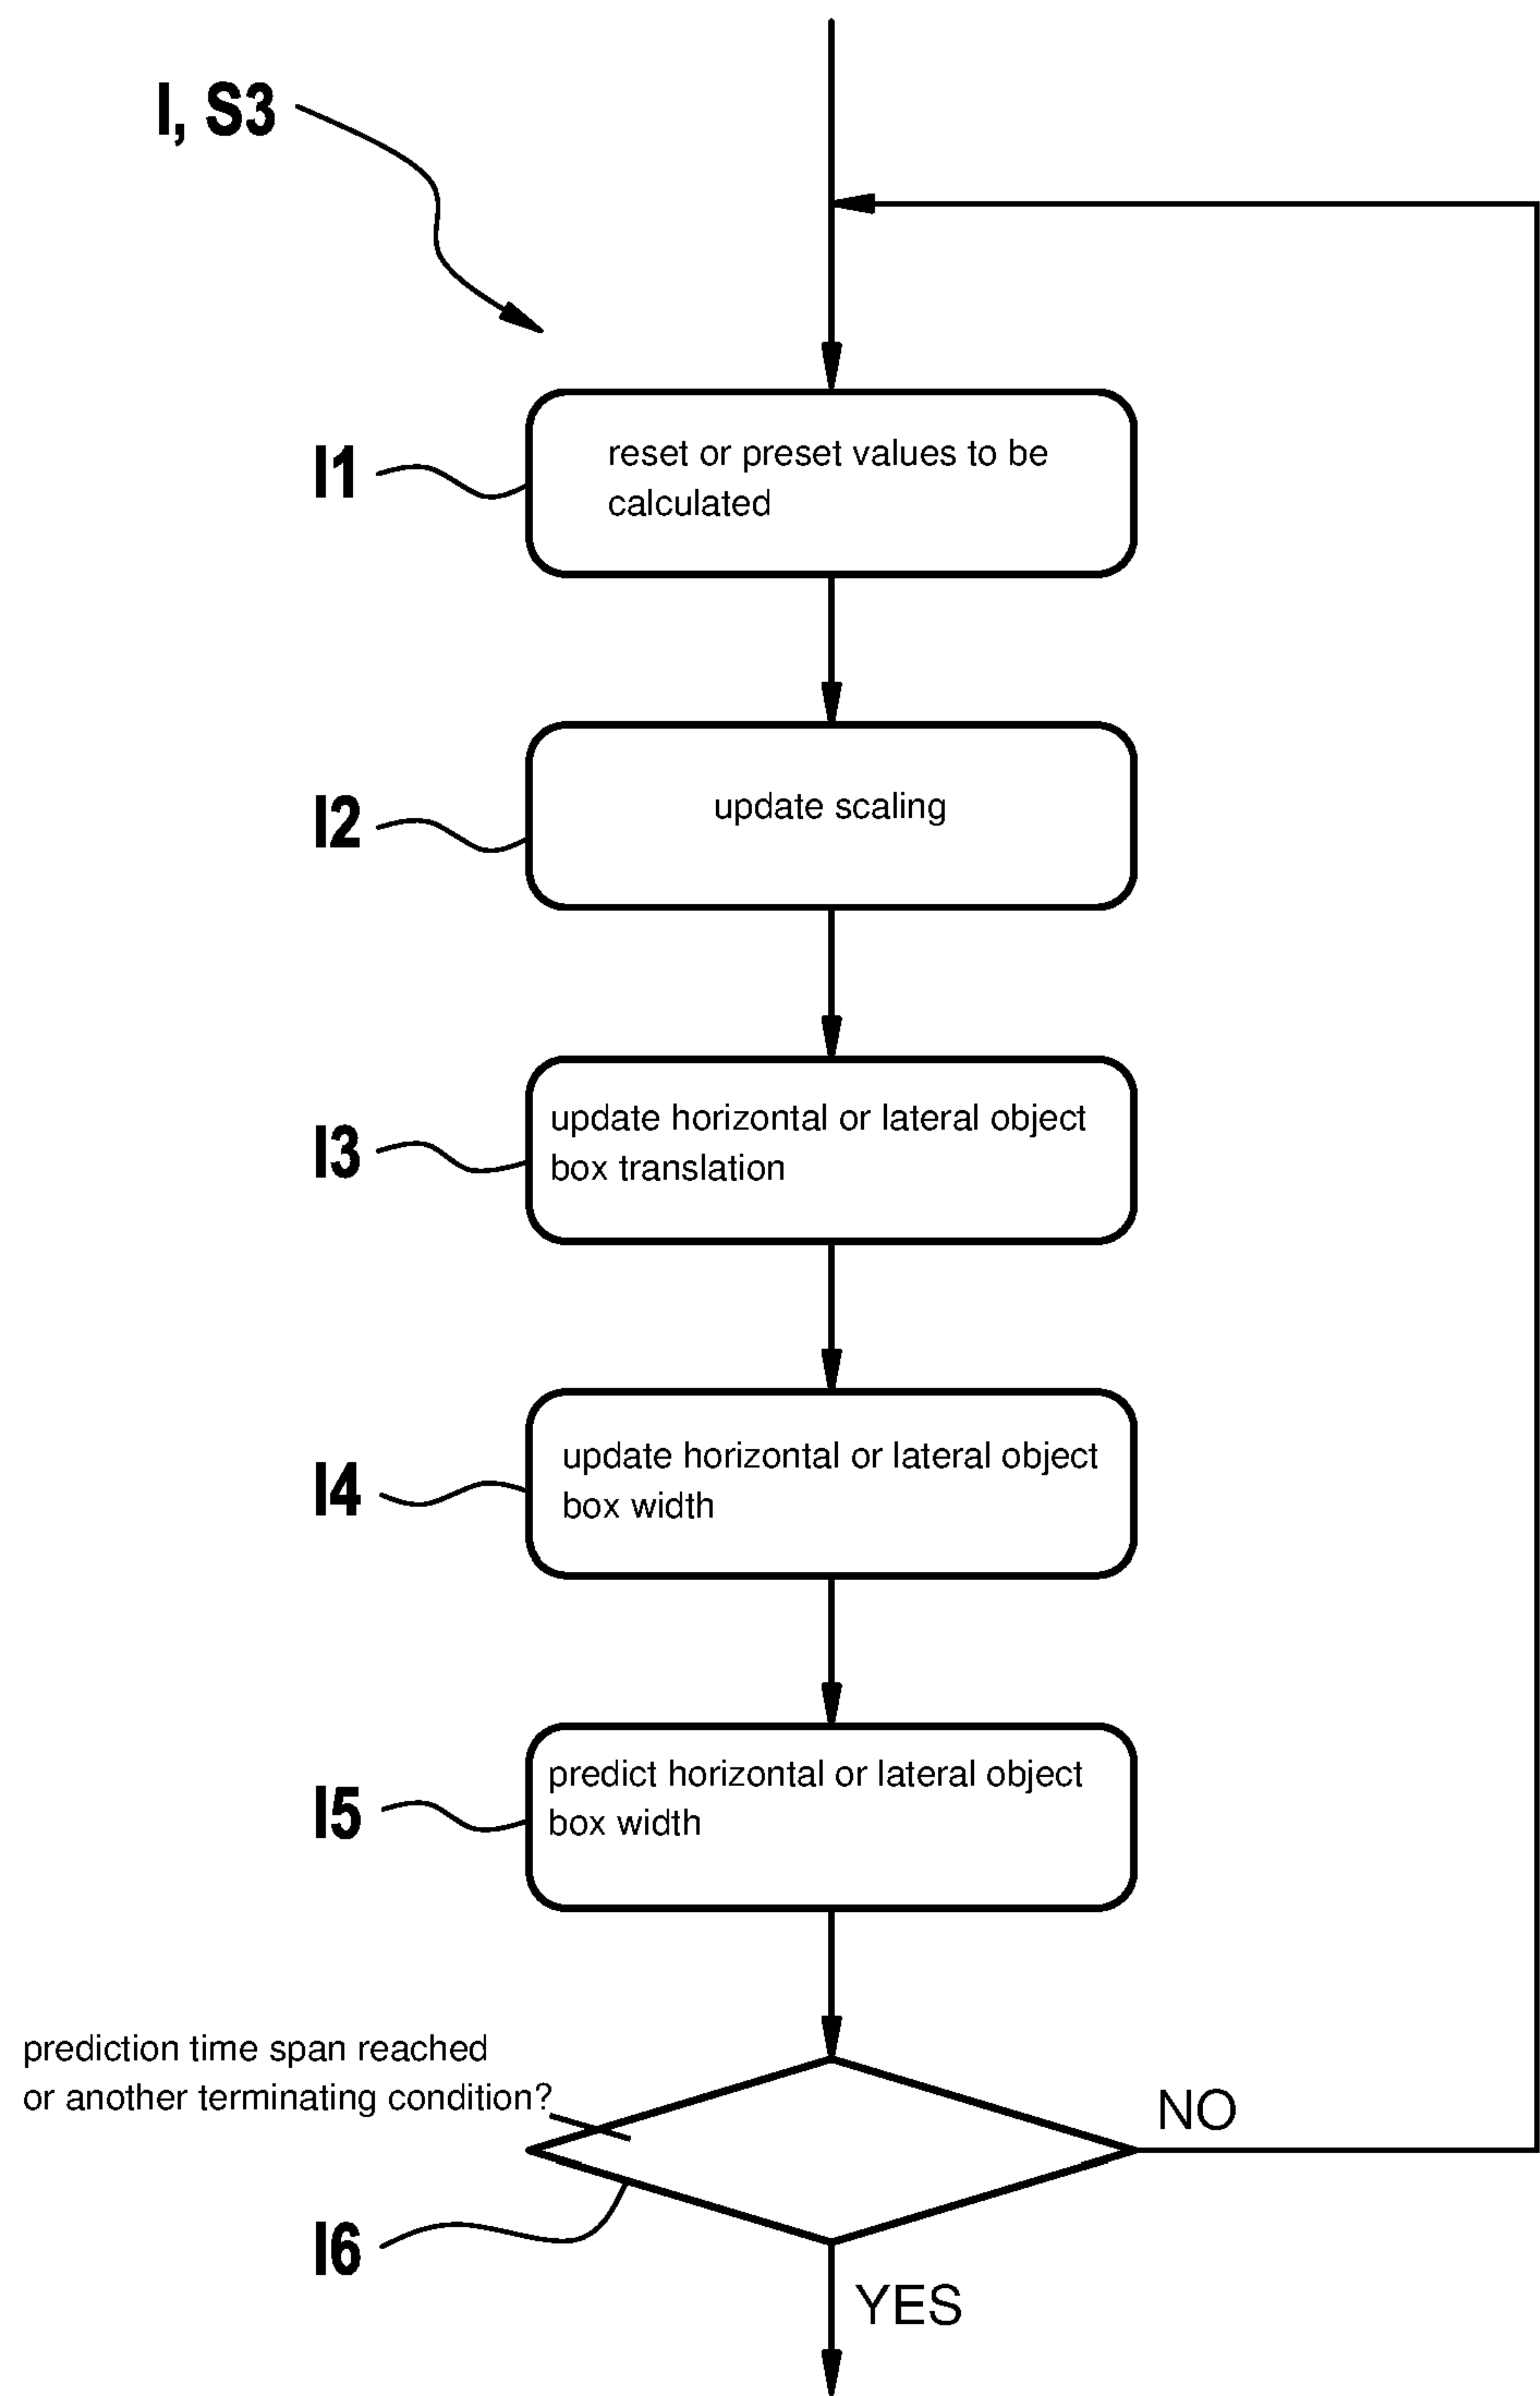 I, S3
I1
reset or preset values to be
calculated
I2
update scaling
I3
update horizontal or lateral object
box translation
I4
update horizontal or lateral object
box width
I5
predict horizontal or lateral object
box width
prediction time span reached
or another terminating condition?
NO
I6
YES